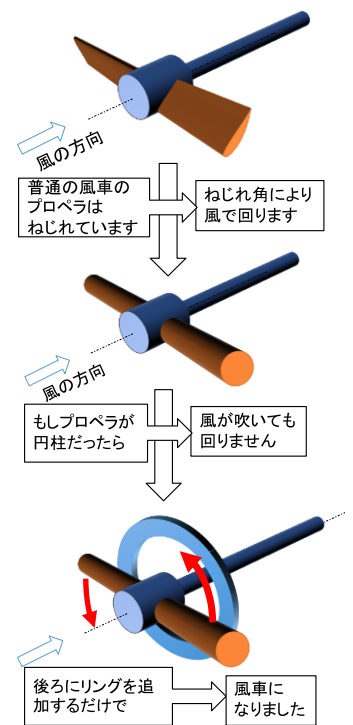 風の方向
普通の風車の
プロペラは
ねじれています
ねじれ角により
風で回ります
風の方向
もしプロペラが
円柱だったら
風が吹いても
回りません
後ろにリングを追
加するだけで
風車に
なりました